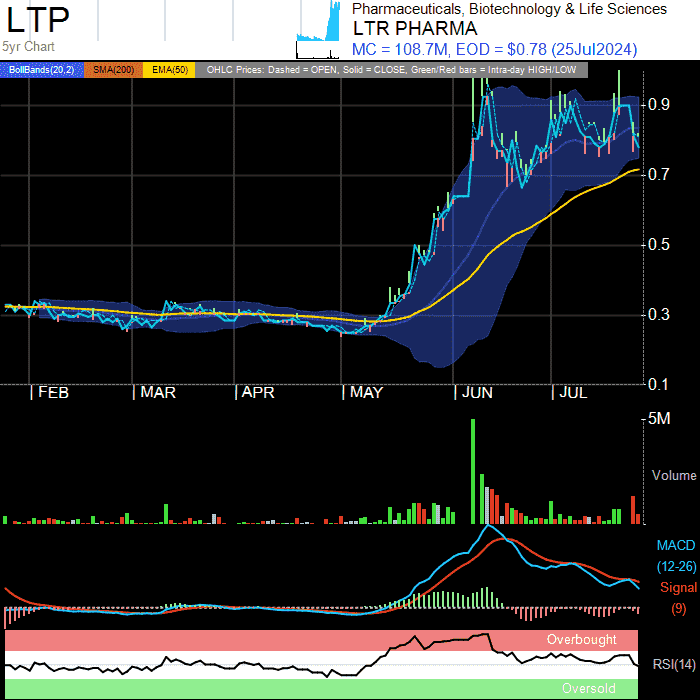 LTP
5yr Chart
Pharmaceuticals, Biotechnology & Life Sciences
LTR PHARMA
MC = 108.7M, EOD = $0.78 (25Jul2024)
BollBands(20,2) SMA(200) EMA(50) OHLC Prices: Dashed = OPEN, Solid = CLOSE, Green/Red bars = Intra-day HIGH/LOW
0.9
0.7
0.5
0.3
0.1
FEB MAR APR MAY JUN JUL
5M
Volume
MACD
(12-26)
Signal
(9)
Overbought
RSI(14)
Oversold